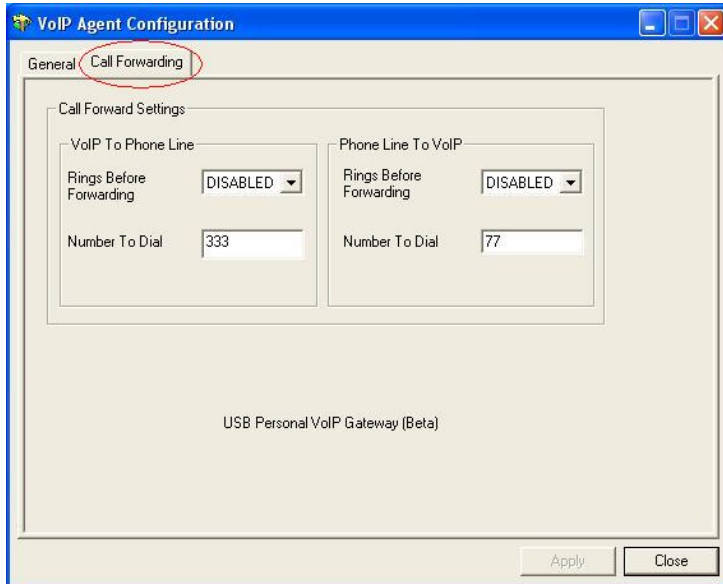 VoIP Agent Configuration
General
Call Forwarding
Call Forward Settings
VoIP To Phone Line
Rings Before
Forwarding
DISABLED
Number To Dial
333
Phone Line To VoIP
Rings Before
Forwarding
DISABLED
Number To Dial
77
USB Personal VoIP Gateway (Beta)
Apply
Close